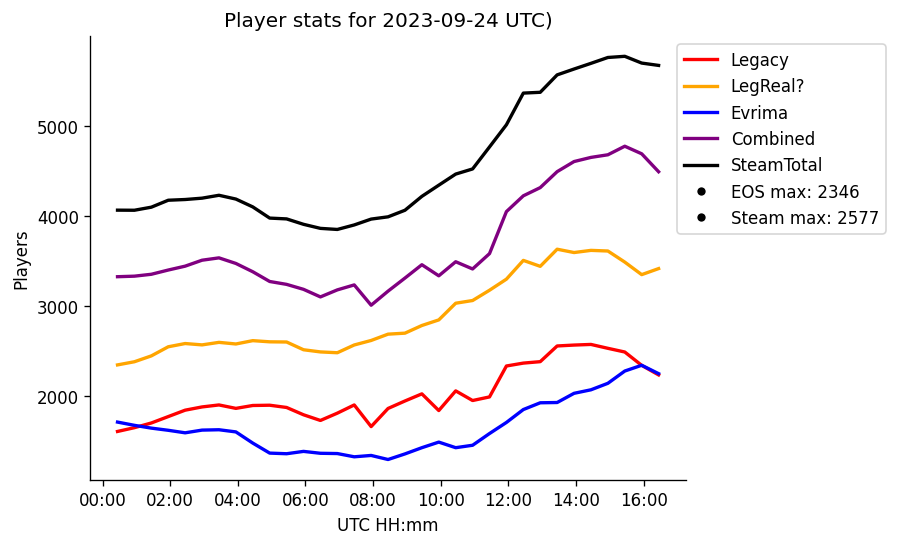 Player stats for 2023-09-24 UTC)
Legacy
LegReal?
Evrima
Combined
SteamTotal
EOS max: 2346
Steam max: 2577
Players
5000
4000
3000
2000
00:00 02:00 04:00 06:00 08:00 10:00 12:00 14:00 16:00
UTC HH:mm